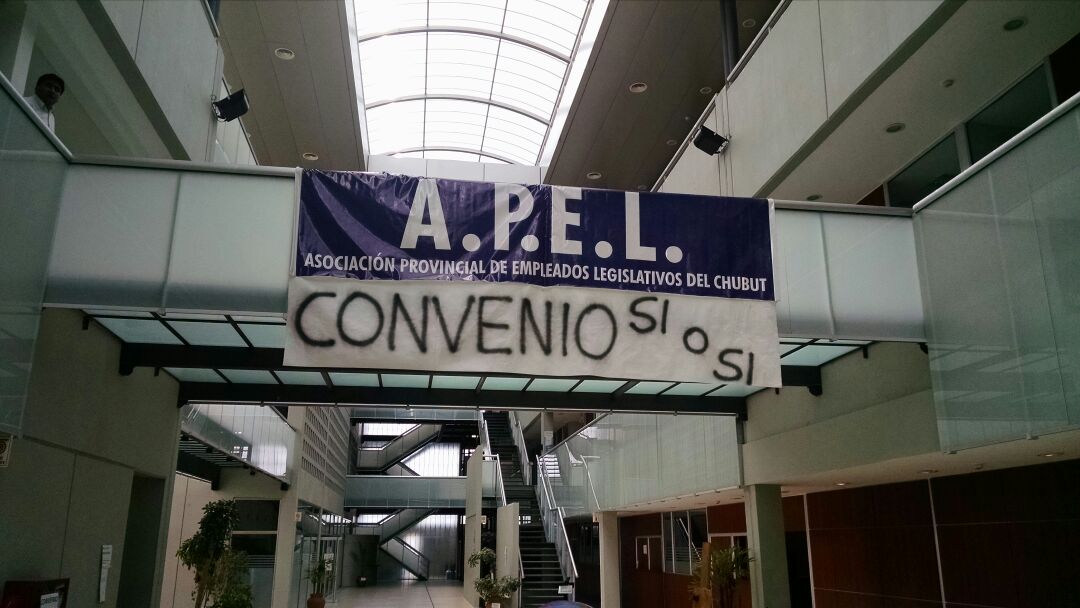 A.P.E.L.
ASOCIACIÓN PROVINCIAL DE EMPLEADOS LEGISLATIVOS DEL CHUBUT
CONVENIO SI O SI